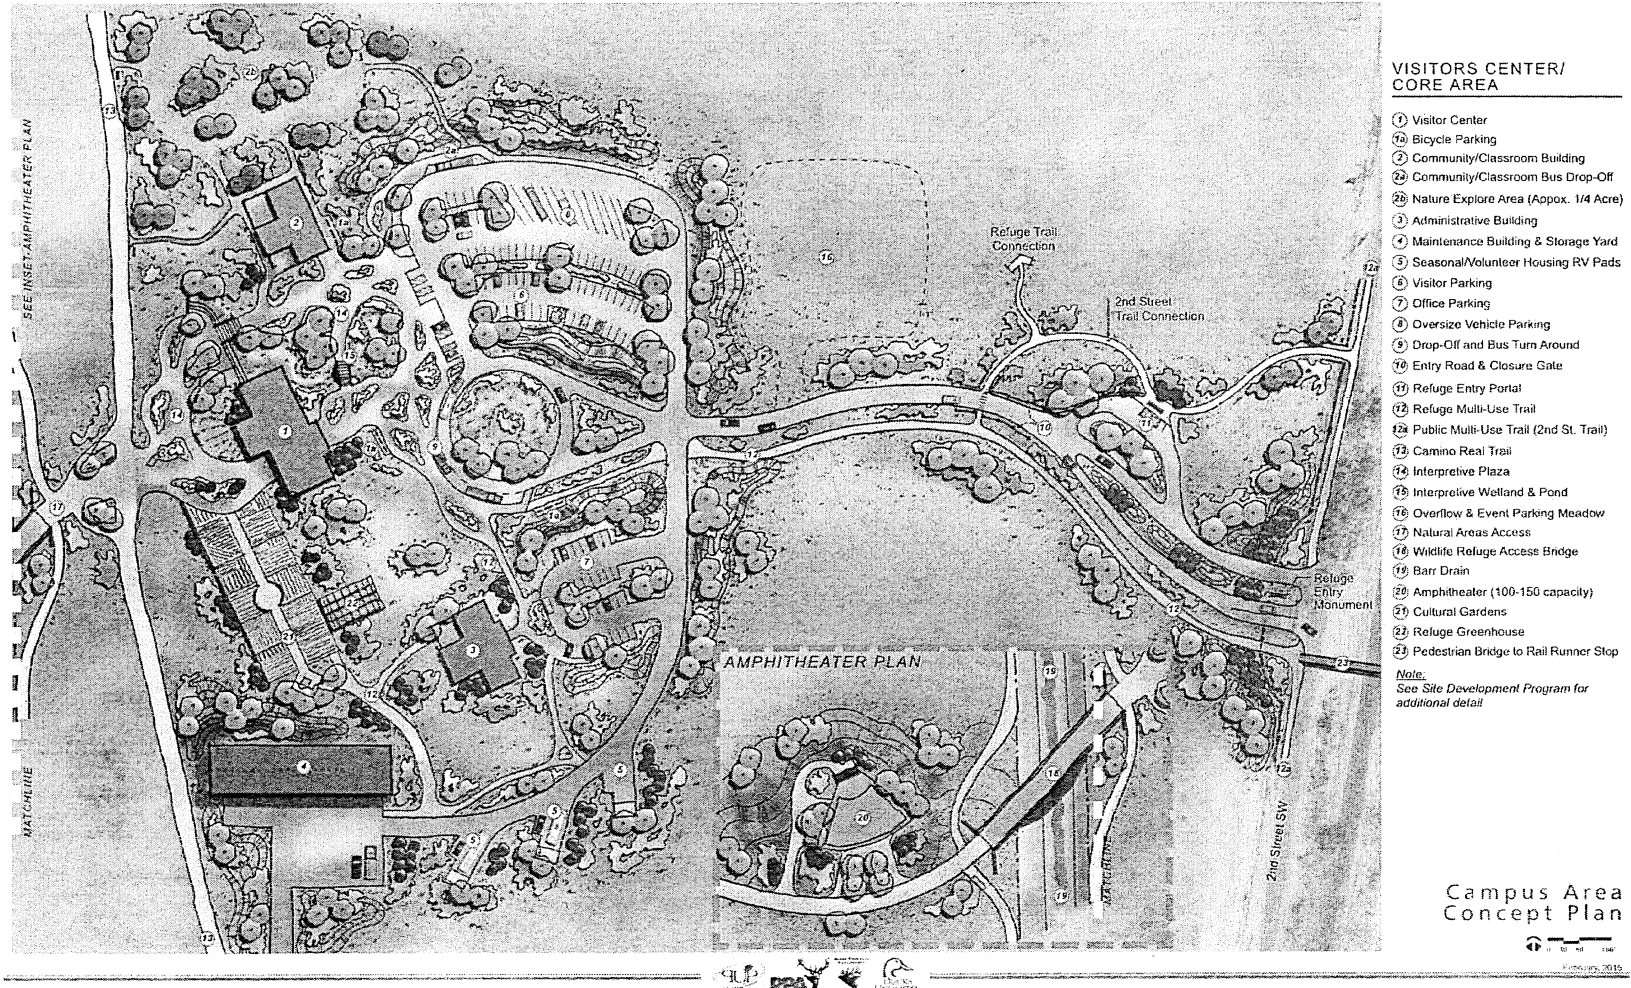 VISITORS CENTER/
CORE AREA
1 Visitor Center
1a Bicycle Parking
2 Community/Classroom Building
2a Community/Classroom Bus Drop-Off
2b Nature Explore Area (Appox. 1/4 Acre)
3 Administrative Building
4 Maintenance Building & Storage Yard
5 Seasonal/Volunteer Housing RV Pads
6 Visitor Parking
7 Office Parking
8 Oversize Vehicle Parking
9 Drop-Off and Bus Turn Around
10 Entry Road & Closure Gate
11 Refuge Entry Portal
12 Refuge Multi-Use Trail
12a Public Multi-Use Trail (2nd St. Trail)
13 Camino Real Trail
14 Interpretive Plaza
15 Interpretive Wetland & Pond
16 Overflow & Event Parking Meadow
17 Natural Areas Access
18 Wildlife Refuge Access Bridge
19 Barr Drain
20 Amphitheater (100-150 capacity)
21 Cultural Gardens
22 Refuge Greenhouse
23 Pedestrian Bridge to Rail Runner Stop
Note:
See Site Development Program for
additional detail
SEE INSET-AMPHITHEATER PLAN
MATCHLINE
Refuge Trail
Connection
2nd Street
Trail Connection
Refuge
Entry
Monument
AMPHITHEATER PLAN
2nd Street SW
Campus Area
Concept Plan
February, 2015